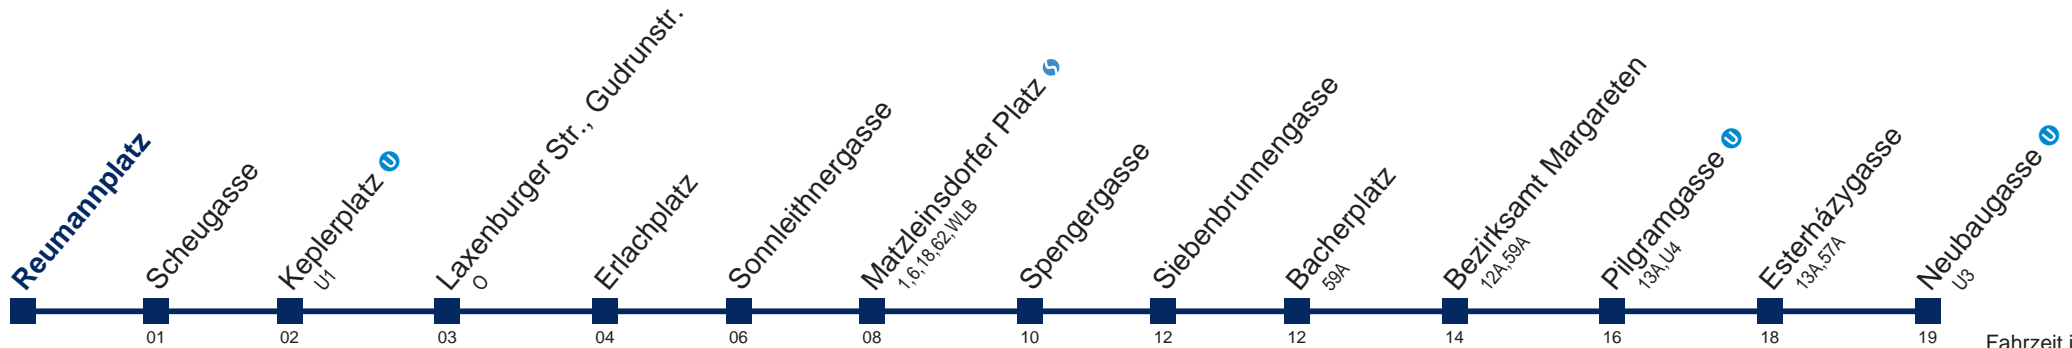 Reumannplatz
Scheugasse
Keplerplatz U
U1
Laxenburger Str., Gudrunstr.
O
Erlachplatz
Sonnleithnergasse
Matzleinsdorfer Platz
1,6,18,62,WLB
Spengergasse
Siebenbrunnengasse
Bacherplatz
59A
Bezirksamt Margareten
12A,59A
Pilgramgasse U
13A,U4
Esterházygasse
13A,57A
Neubaugasse U
U3
01 02 03 04 06 08 10 12 12 14 16 18 19
Fahrzeit i